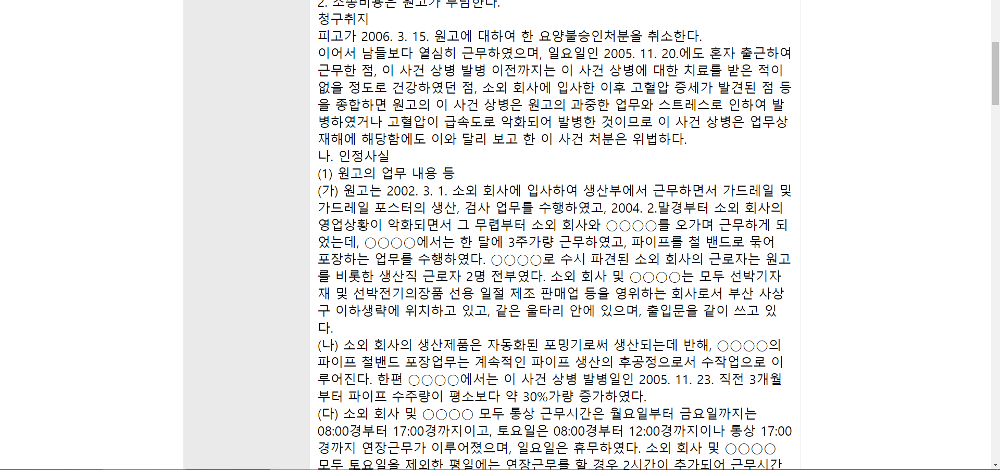 2. 소송비용은 원고가 부담한다.
청구취지
피고가 2006. 3. 15. 원고에 대하여 한 요양불승인처분을 취소한다.
이어서 남들보다 열심히 근무하였으며, 일요일인 2005. 11. 20.에도 혼자 출근하여
근무한 점, 이 사건 상병 발병 이전까지는 이 사건 상병에 대한 치료를 받은 적이
없을 정도로 건강하였던 점, 소외 회사에 입사한 이후 고혈압 증세가 발견된 점 등
을 종합하면 원고의 이 사건 상병은 원고의 과중한 업무와 스트레스로 인하여 발
병하였거나 고혈압이 급속도로 악화되어 발병한 것이므로 이 사건 상병은 업무상
재해에 해당함에도 이와 달리 보고 한 이 사건 처분은 위법하다.
나. 인정사실
(1) 원고의 업무 내용 등
(가) 원고는 2002. 3. 1. 소외 회사에 입사하여 생산부에서 근무하면서 가드레일 및
가드레일 포스터의 생산, 검사 업무를 수행하였고, 2004. 2.말경부터 소외 회사의
영업상황이 악화되면서 그 무렵부터 소외 회사와 ○○○○를 오가며 근무하게 되
었는데, ○○○○에서는 한 달에 3주가량 근무하였고, 파이프를 철 밴드로 묶어
포장하는 업무를 수행하였다. ○○○○로 수시 파견된 소외 회사의 근로자는 원고
를 비롯한 생산직 근로자 2명 전부였다. 소외 회사 및 ○○○○는 모두 선박기자
재 및 선박전기의장품 선용 일절 제조 판매업 등을 영위하는 회사로서 부산 사상
구 이하생략에 위치하고 있고, 같은 울타리 안에 있으며, 출입문을 같이 쓰고 있
다.
(나) 소외 회사의 생산제품은 자동화된 포밍기로써 생산되는데 반해, ○○○○의
파이프 철밴드 포장업무는 계속적인 파이프 생산의 후공정으로서 수작업으로 이
루어진다. 한편 ○○○○에서는 이 사건 상병 발병일인 2005. 11. 23. 직전 3개월
부터 파이프 수주량이 평소보다 약 30%가량 증가하였다.
(다) 소외 회사 및 ○○○○ 모두 통상 근무시간은 월요일부터 금요일까지는
08:00경부터 17:00경까지이고, 토요일은 08:00경부터 12:00경까지이나 통상 17:00
경까지 연장근무가 이루어졌으며, 일요일은 휴무하였다. 소외 회사 및 ○○○○
모두 토요일을 제외한 평일에는 연장근무를 할 경우 2시간이 추가되어 근무시간